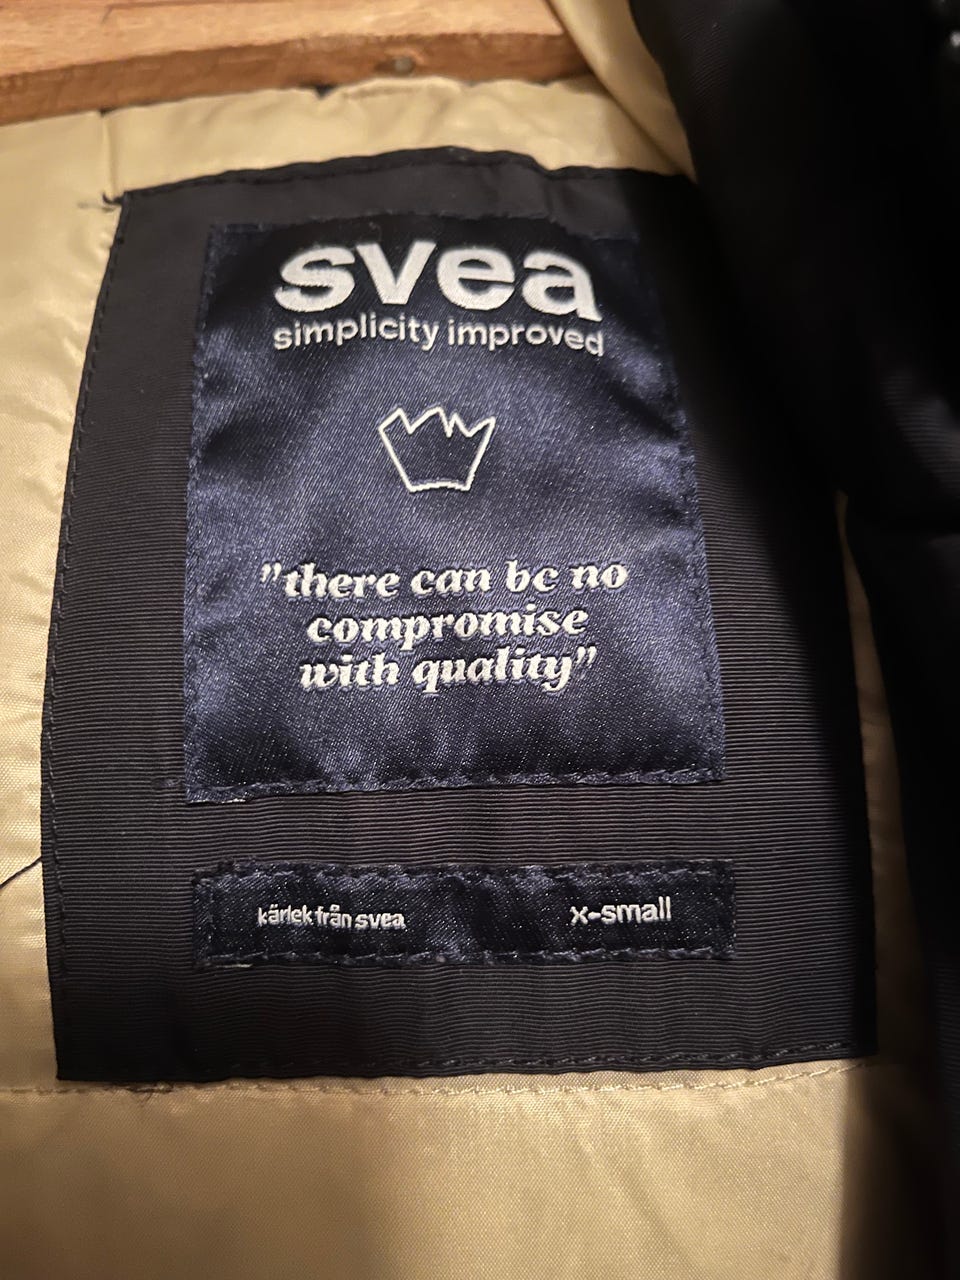 svea
simplicity improved
"there can be no
compromise
with quality"
kärlek från svea
x-small